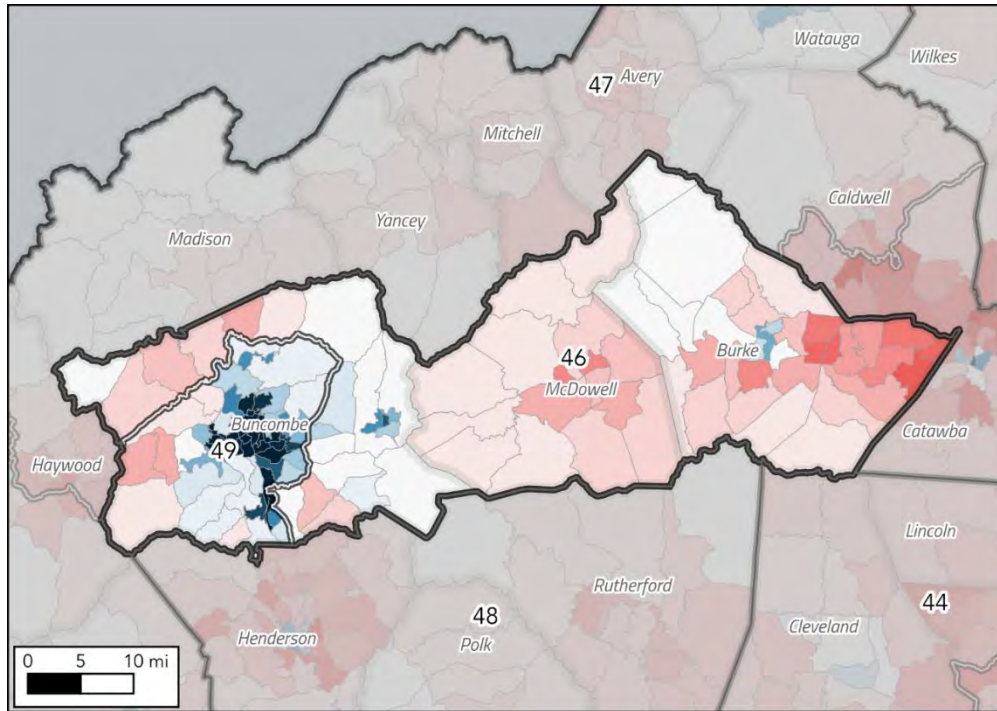 Watauga
Wilkes
47
Avery
Mitchell
Caldwell
Yancey
Madison
Burke
46
McDowell
Buncombe
49
Haywood
Catawba
Lincoln
Rutherford
48
44
Henderson
Polk
Cleveland
0 5 10 mi